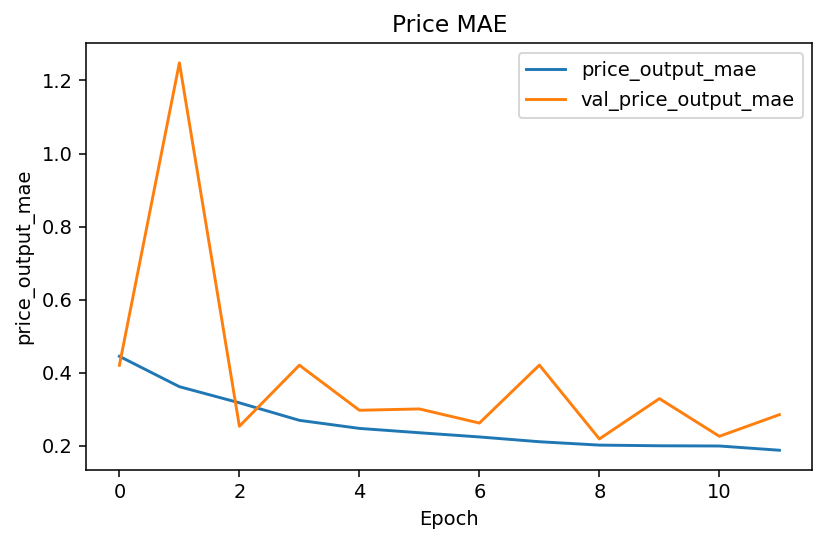 Price MAE
price_output_mae
val_price_output_mae
price_output_mae
1.2
1.0
0.8
0.6
0.4
0.2
0 2 4 6 8 10
Epoch